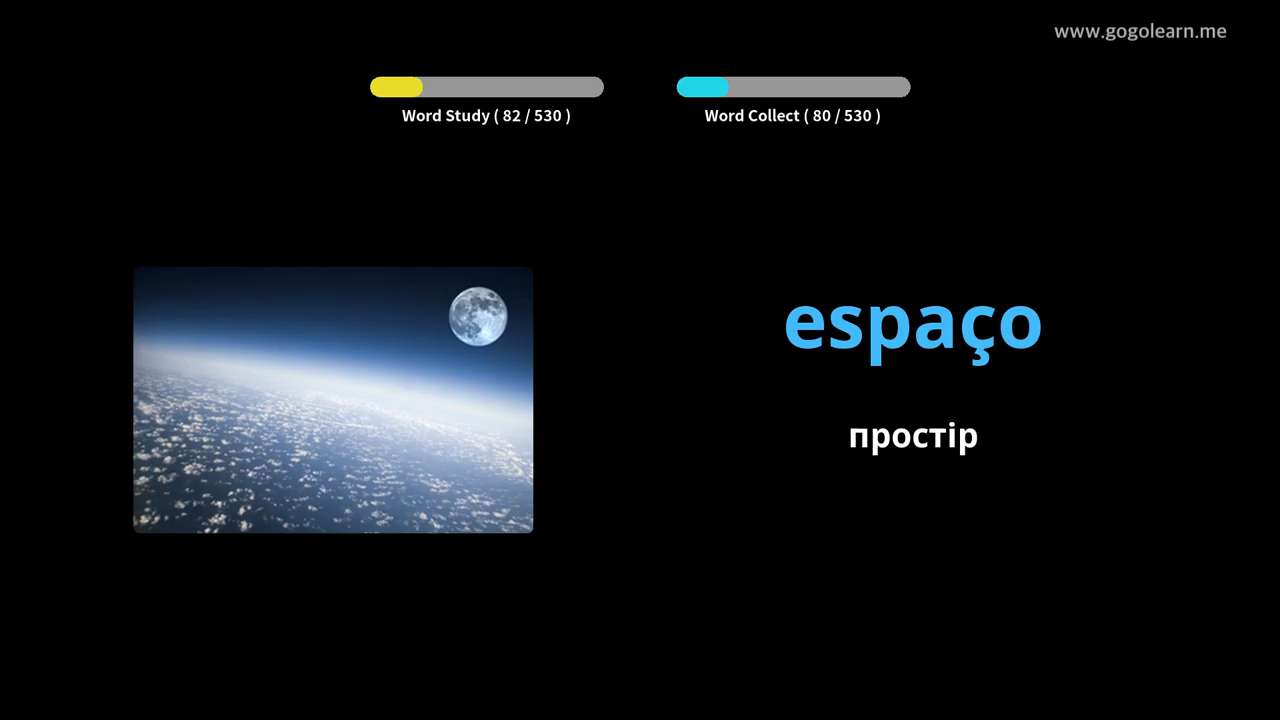 www.gogolearn.me
Word Study ( 82 / 530 )
Word Collect ( 80 / 530 )
espaço
простір